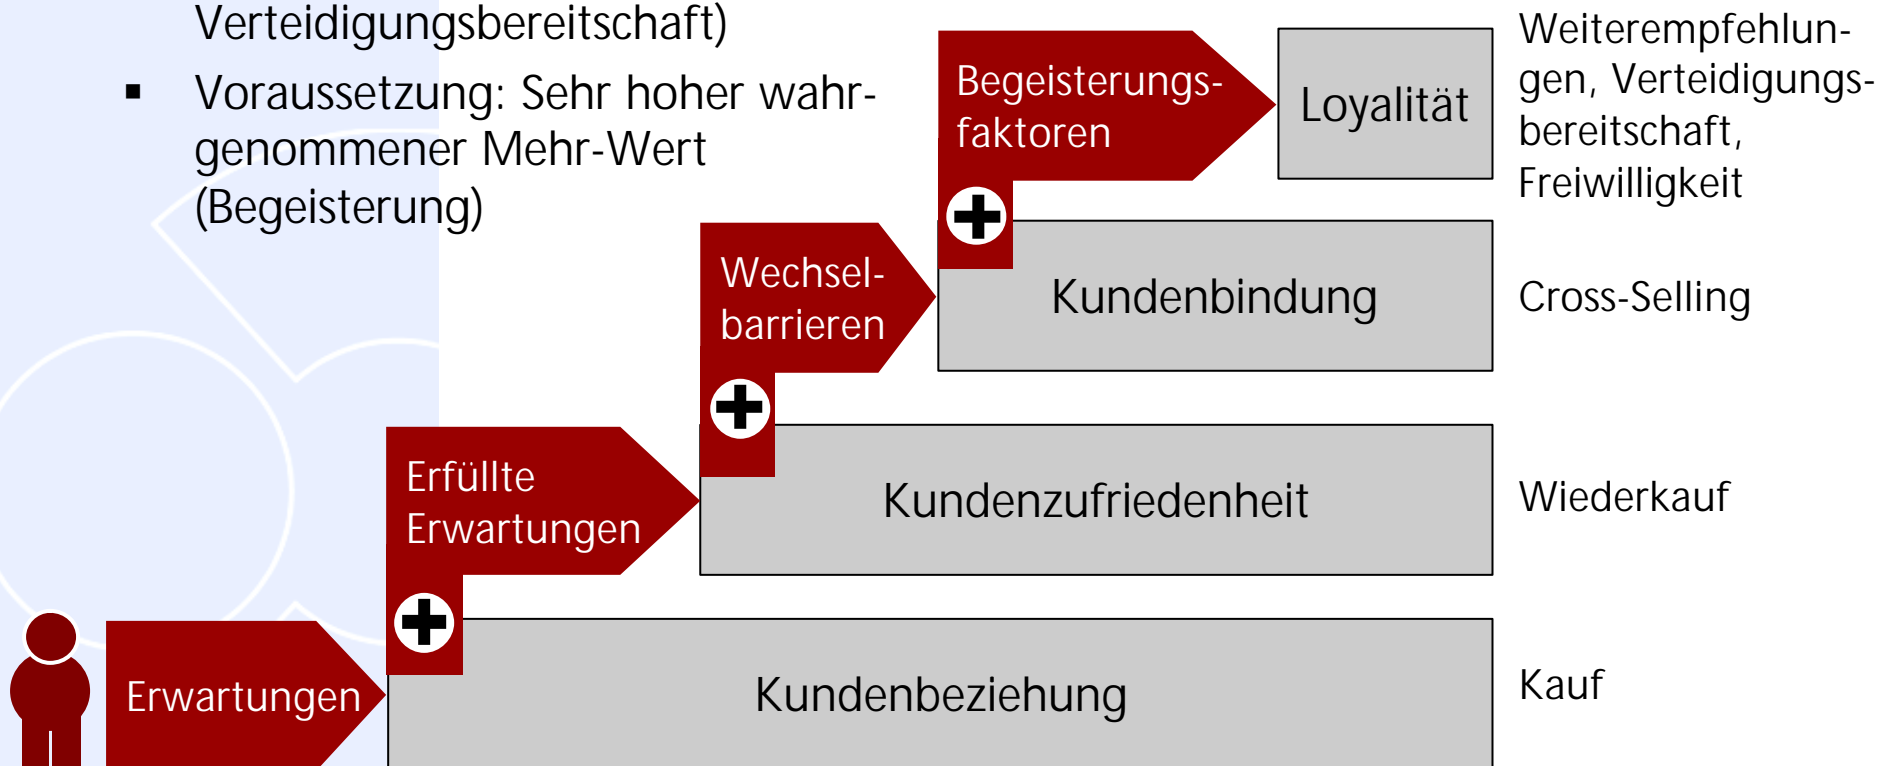 Verteidigungsbereitschaft)
▪ Voraussetzung: Sehr hoher wahr-
genommener Mehr-Wert
(Begeisterung)
Begeisterungs-
faktoren
Loyalität
Weiterempfehlun-
gen, Verteidigungs-
bereitschaft,
Freiwilligkeit
Wechsel-
barrieren
Kundenbindung
Cross-Selling
Erfüllte
Erwartungen
Kundenzufriedenheit
Wiederkauf
Erwartungen
Kundenbeziehung
Kauf